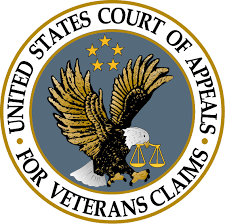 UNITED STATES COURT OF APPEALS
FOR VETERANS CLAIMS